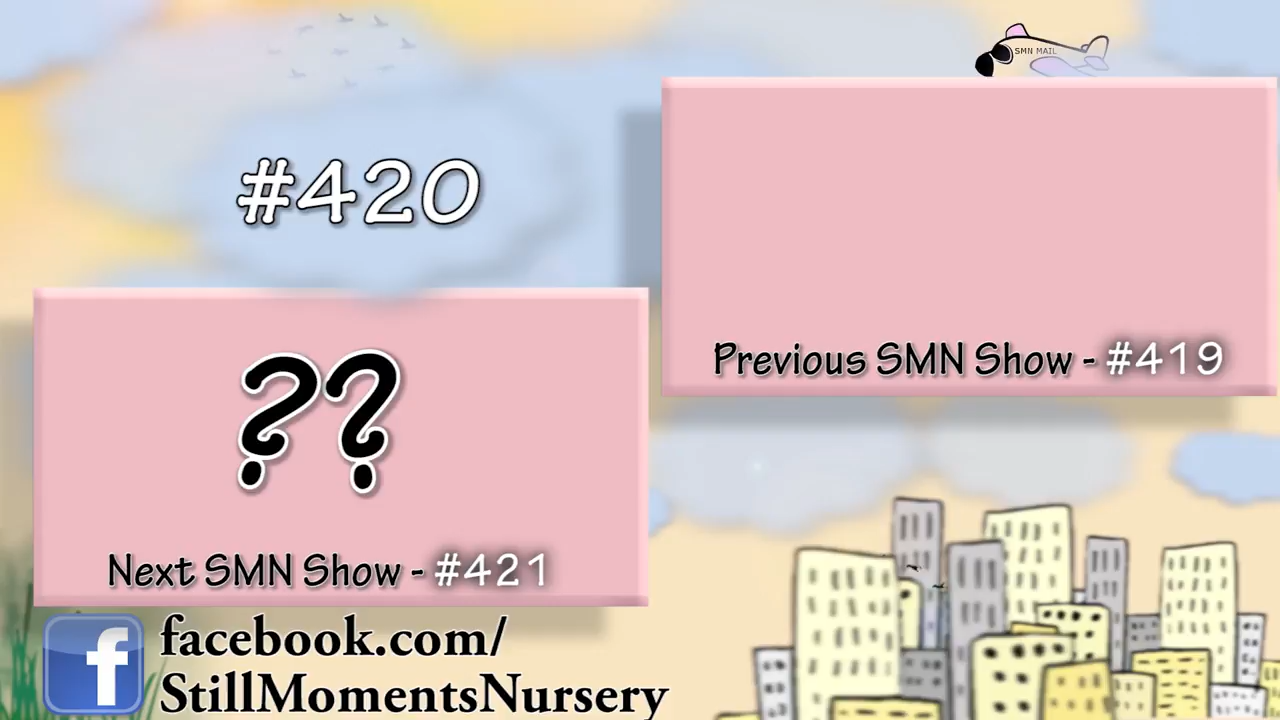 SMN MAIL
#420
Previous SMN Show - #419
??
Next SMN Show - #421
facebook.com/
StillMomentsNursery